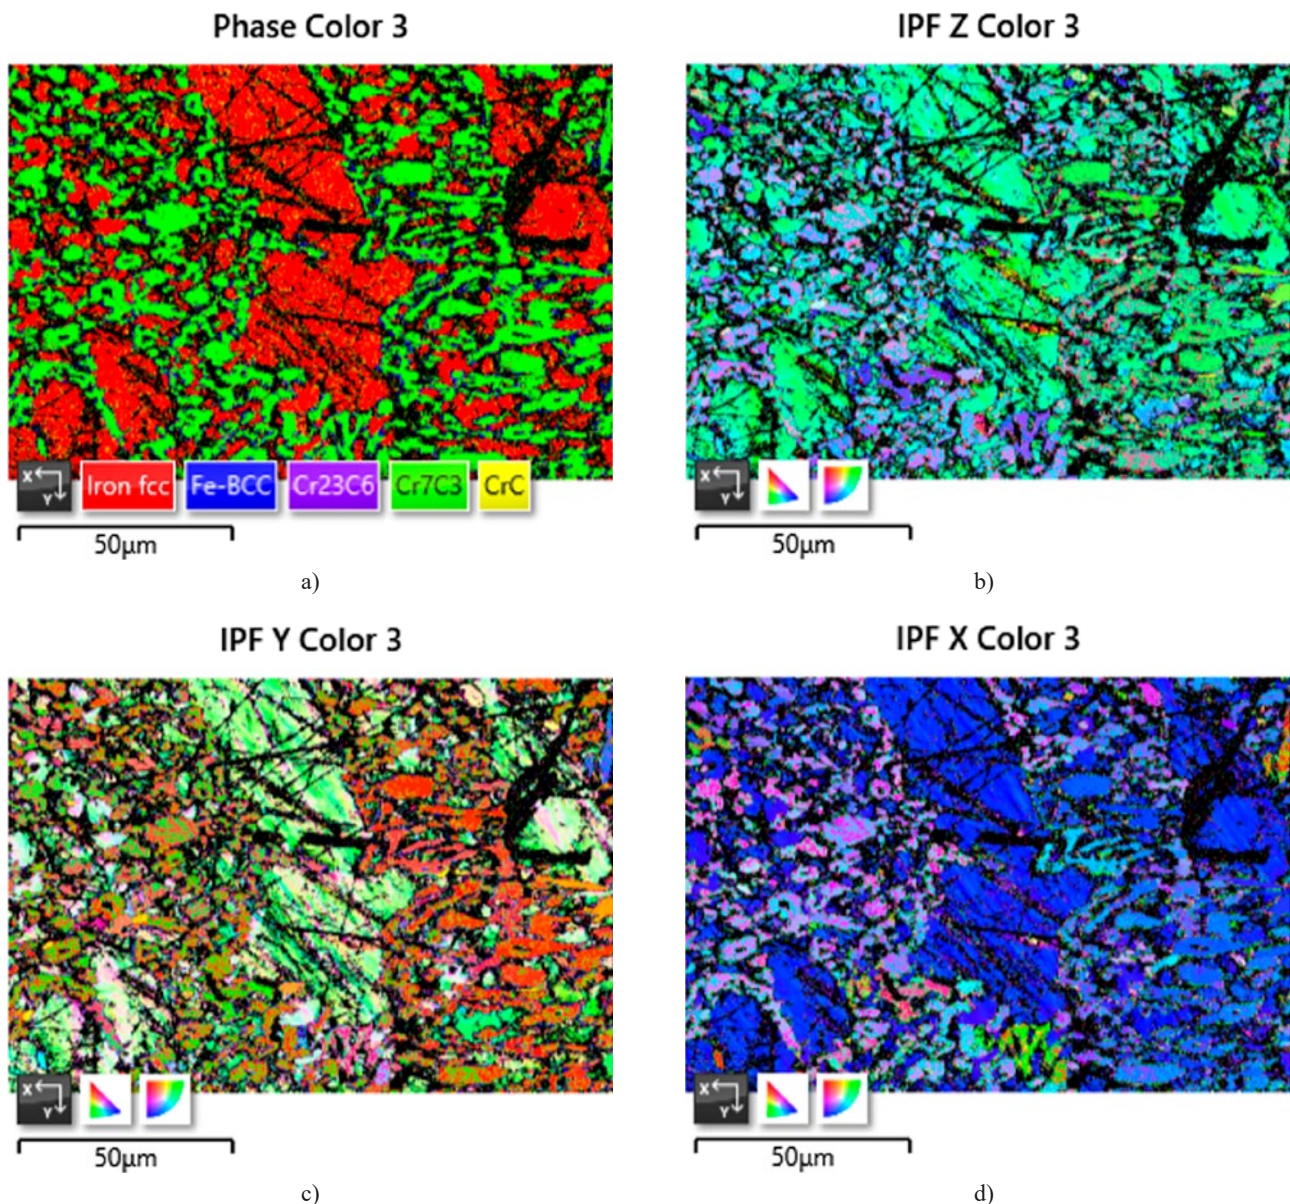 Phase Color 3
IPF Z Color 3
X Y Iron fcc Fe-BCC Cr23C6 Cr7C3 CrC
X Y
50µm
50µm
a)
b)
IPF Y Color 3
IPF X Color 3
X Y
X Y
50µm
50µm
c)
d)